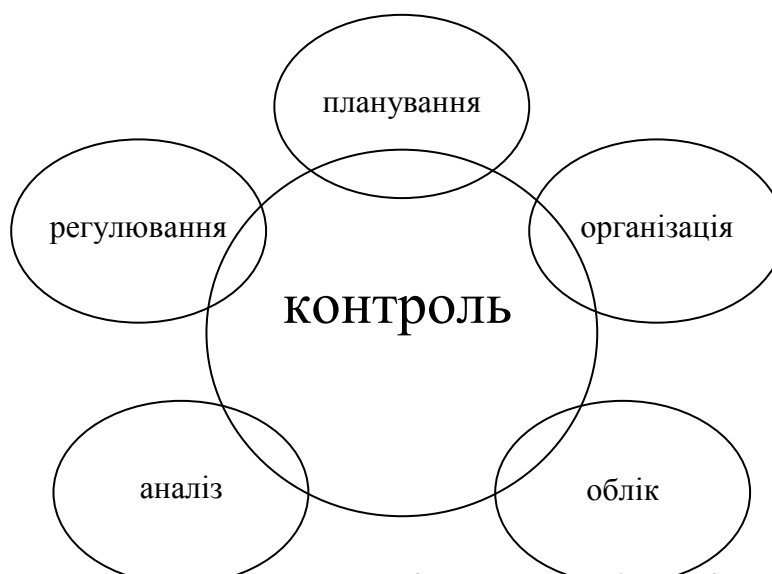 планування
регулювання
організація
контроль
аналіз
облік